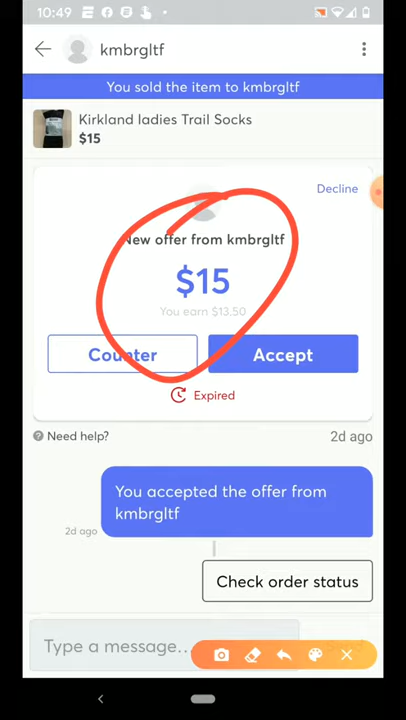 10:49
kmbrgltf
You sold the item to kmbrgltf
Kirkland ladies Trail Socks
$15
Decline
New offer from kmbrgltf
$15
You earn $13.50
Counter
Accept
Expired
Need help?
2d ago
You accepted the offer from
kmbrgltf
2d ago
Check order status
Type a message..